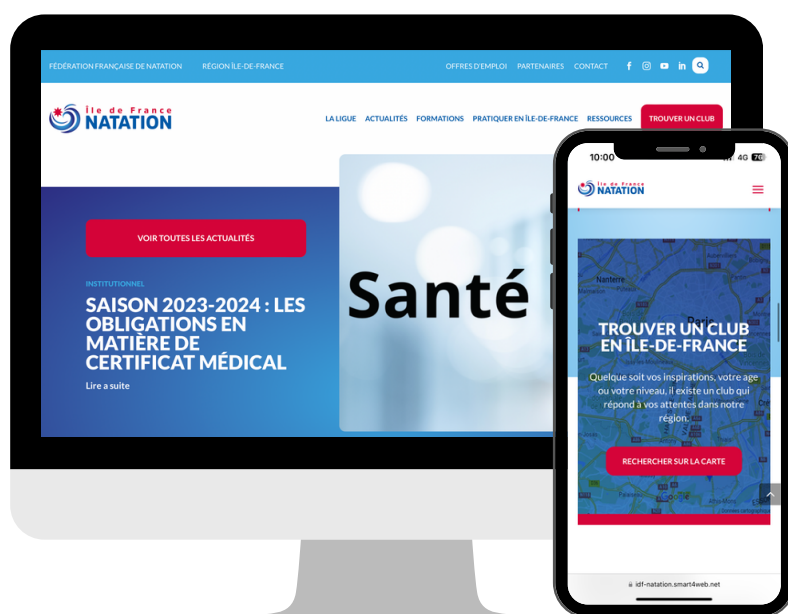 FÉDÉRATION FRANÇAISE DE NATATION RÉGION ÎLE-DE-FRANCE OFFRES D'EMPLOI PARTENAIRES CONTACT
île de France
NATATION
LA LIGUE ACTUALITÉS FORMATIONS PRATIQUER EN ÎLE-DE-FRANCE RESSOURCES TROUVER UN CLUB
VOIR TOUTES LES ACTUALITÉS
INSTITUTIONNEL
SAISON 2023-2024 : LES
OBLIGATIONS EN
MATIÈRE DE
CERTIFICAT MÉDICAL
Lire a suite
Santé
10:00 4G 76
île de France
NATATION
Nanterre
Paris
TROUVER UN CLUB
EN ÎLE-DE-FRANCE
Quelque soit vos inspirations, votre age
ou votre niveau, il existe un club qui
répond à vos attentes dans notre
région.
RECHERCHER SUR LA CARTE
Google
idf-natation.smart4web.net